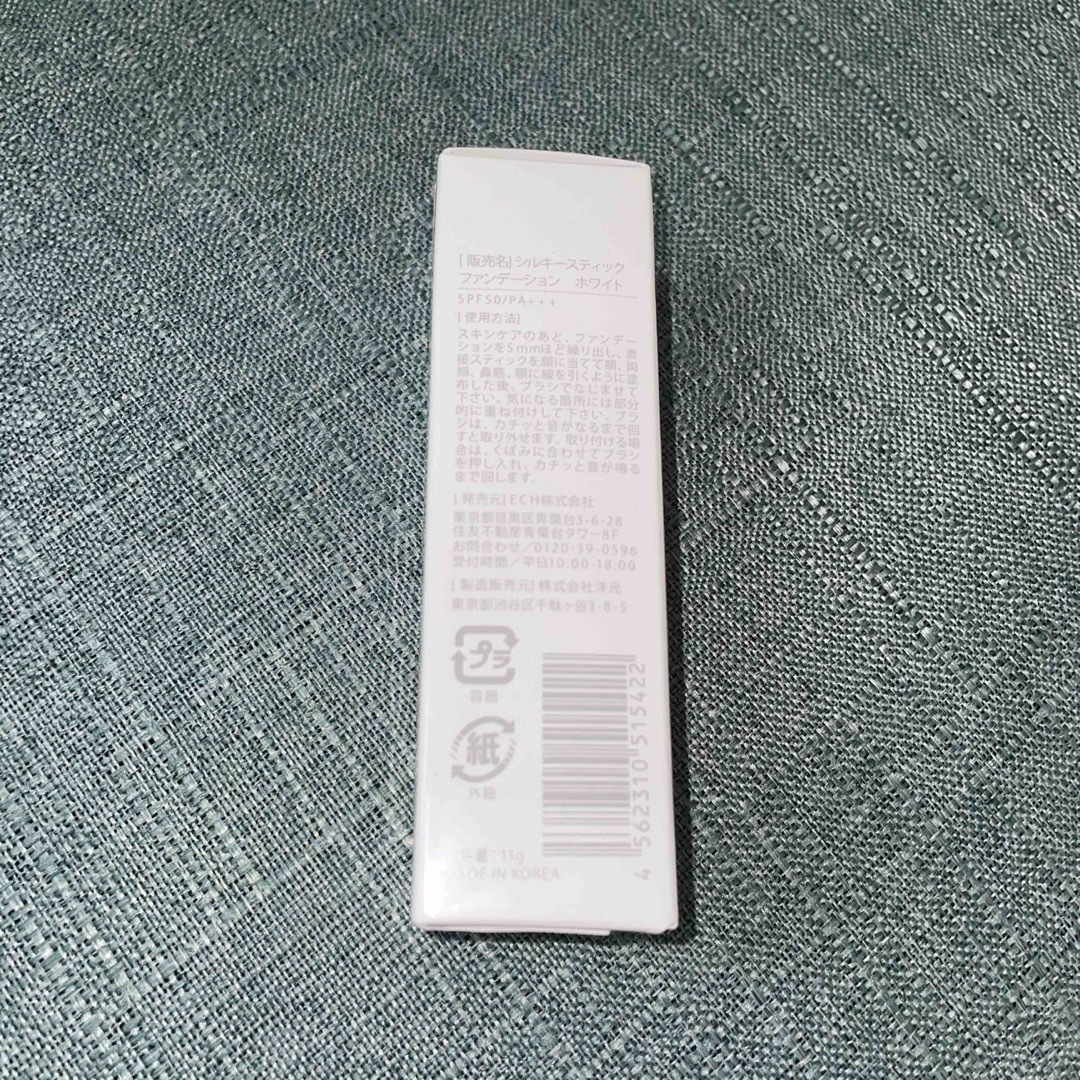 [ 販売名] シルキースティック
ファンデーション　ホワイト
SPF50/PA+++
[ 使用方法]
スキンケアのあと、ファンデー
ションを5mmほど繰り出し、直
接スティックを顔に当てて額、両
頬、鼻筋、顎に線を引くように塗
布した後、ブラシでなじませて
下さい。気になる箇所には部分
的に重ね付けして下さい。ブラ
シは、カチッと音がなるまで回
すと取り外せます。取り付ける場
合は、くぼみに合わせてブラシ
を押し入れ、カチッと音が鳴る
まで回します。
[ 発売元] ECH株式会社
東京都目黒区青葉台3-6-28
住友不動産青葉台タワー8F
お問合わせ／0120-39-0596
受付時間／平日10:00-18:00
[ 製造販売元] 株式会社洋光
東京都渋谷区千駄ヶ谷3-8-5
プラ
容器
紙
外箱
4 562310 515422
量：11g
MADE IN KOREA